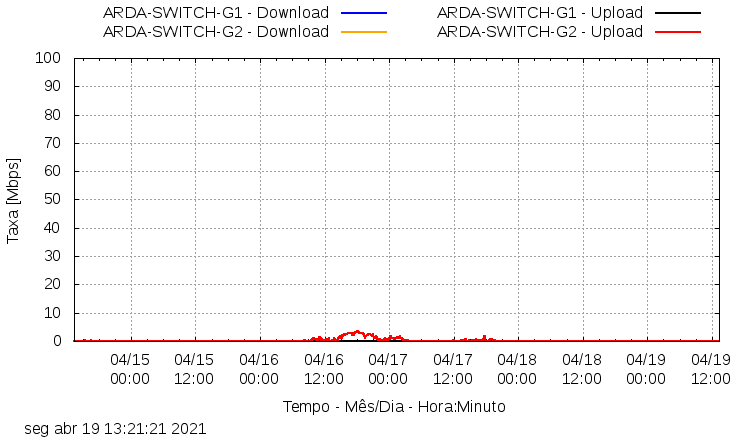 ARDA-SWITCH-G1 - Download ARDA-SWITCH-G1 - Upload
ARDA-SWITCH-G2 - Download ARDA-SWITCH-G2 - Upload
100
90
80
70
60
50
40
30
20
10
0
Taxa [Mbps]
04/15 04/15 04/16 04/16 04/17 04/17 04/18 04/18 04/19 04/19
00:00 12:00 00:00 12:00 00:00 12:00 00:00 12:00 00:00 12:00
Tempo - Mês/Dia - Hora:Minuto
seg abr 19 13:21:21 2021